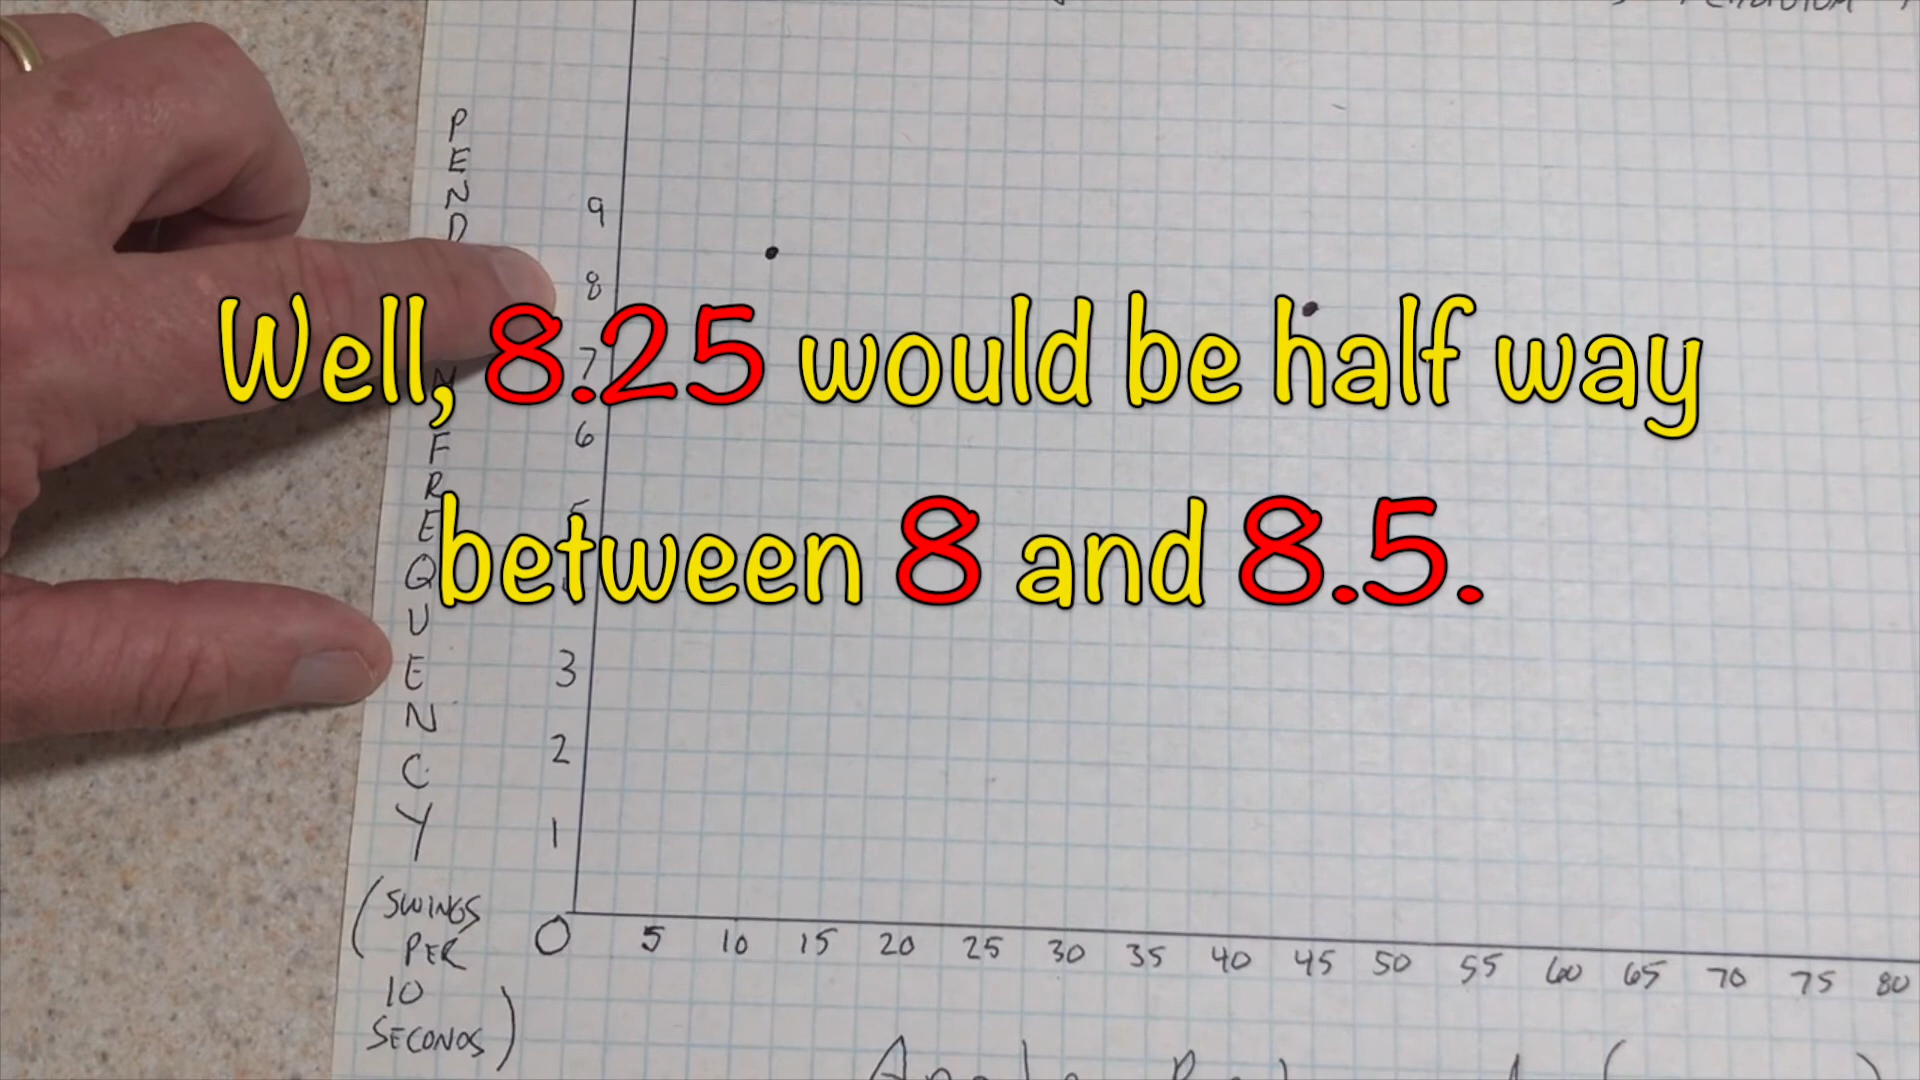 PENDULUM
P
E
N
D
9
8
7
6
5
3
2
1
F
R
E
Q
U
E
N
C
Y
(SWINGS
PER
10
SECONDS)
0 5 10 15 20 25 30 35 40 45 50 55 60 65 70 75 80
Well, 8.25 would be half way
between 8 and 8.5.